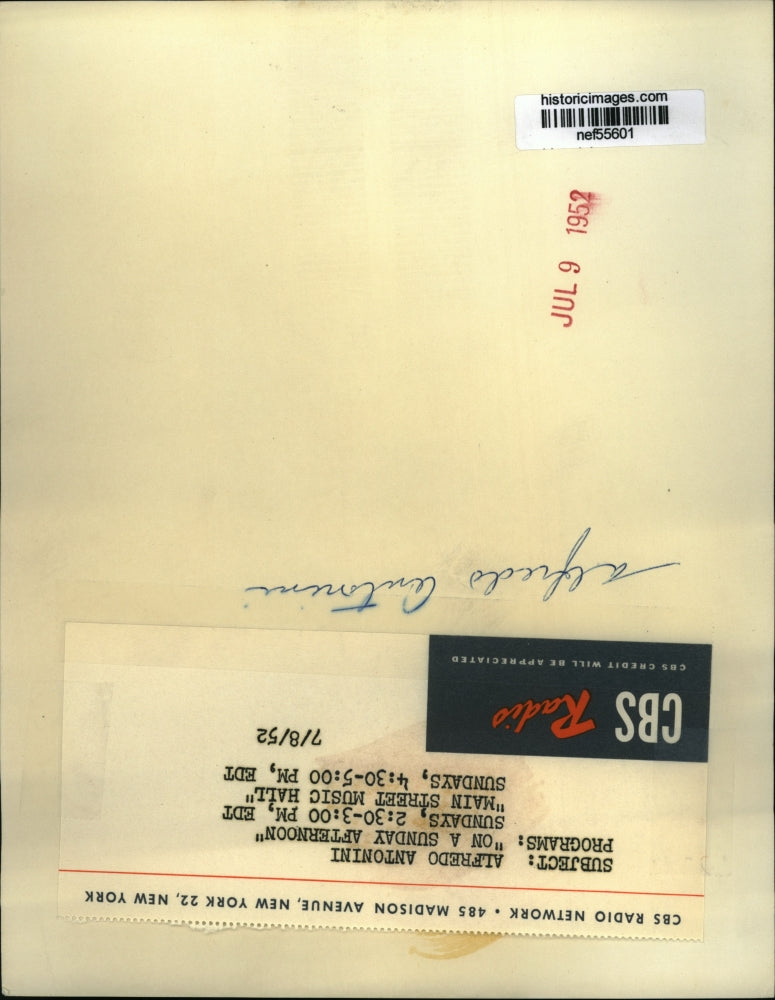 historicimages.com
nef55601
JUL 9 1952
Alfredo Antonini
CBS RADIO NETWORK • 485 MADISON AVENUE, NEW YORK 22, NEW YORK
SUBJECT: ALFREDO ANTONINI
PROGRAMS: "ON A SUNDAY AFTERNOON"
SUNDAYS, 2:30-3:00 PM, EDT
"MAIN STREET MUSIC HALL"
SUNDAYS, 4:30-5:00 PM, EDT
7/8/52
CBS Radio
CBS CREDIT WILL BE APPRECIATED